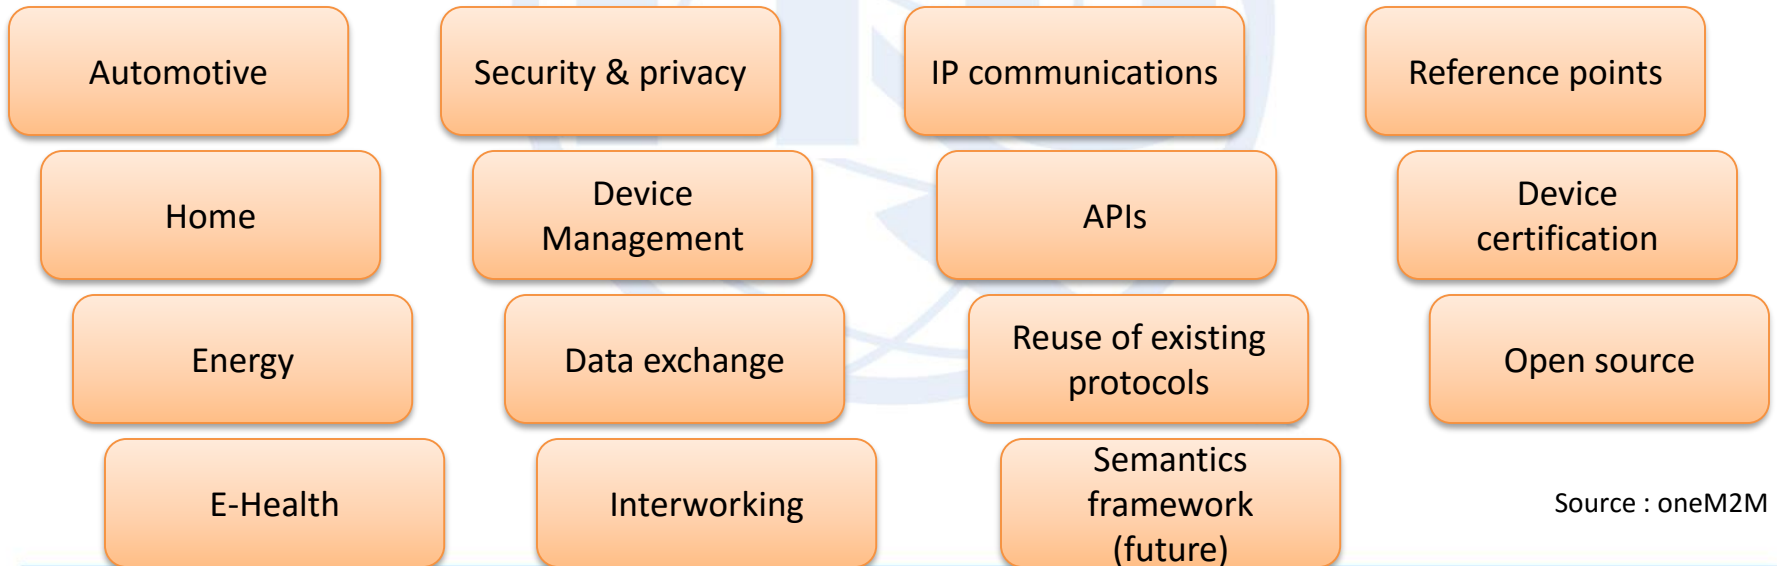 Automotive
Security & privacy
IP communications
Reference points
Home
Device
Management
APIs
Device
certification
Energy
Data exchange
Reuse of existing
protocols
Open source
E-Health
Interworking
Semantics
framework
(future)
Source : oneM2M